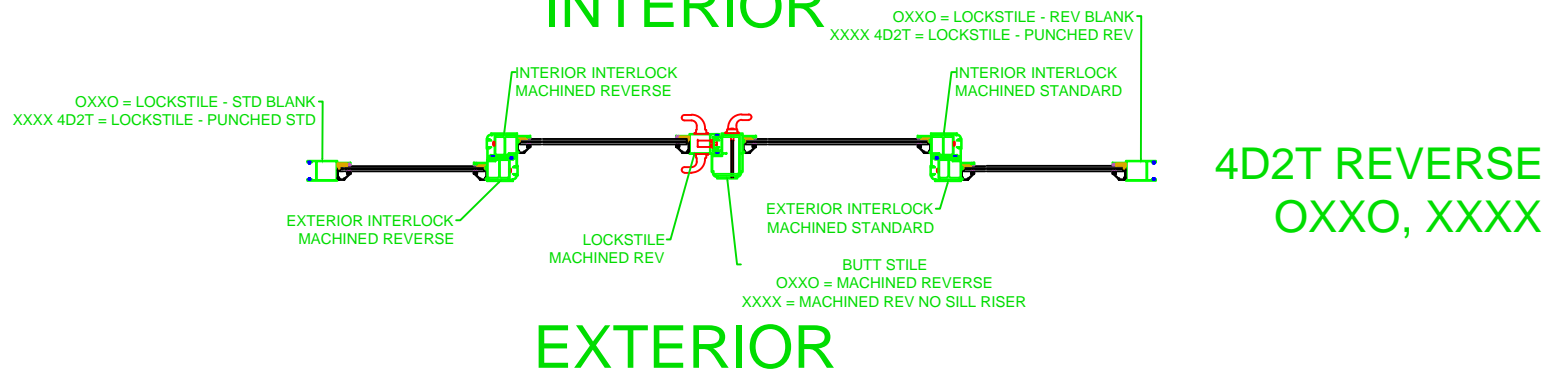 INTERIOR
OXXO = LOCKSTILE - REV BLANK
XXXX 4D2T = LOCKSTILE - PUNCHED REV
INTERIOR INTERLOCK
MACHINED REVERSE
INTERIOR INTERLOCK
MACHINED STANDARD
OXXO = LOCKSTILE - STD BLANK
XXXX 4D2T = LOCKSTILE - PUNCHED STD
4D2T REVERSE
OXXO, XXXX
EXTERIOR INTERLOCK
MACHINED REVERSE
LOCKSTILE
MACHINED REV
EXTERIOR INTERLOCK
MACHINED STANDARD
BUTT STILE
OXXO = MACHINED REVERSE
XXXX = MACHINED REV NO SILL RISER
EXTERIOR